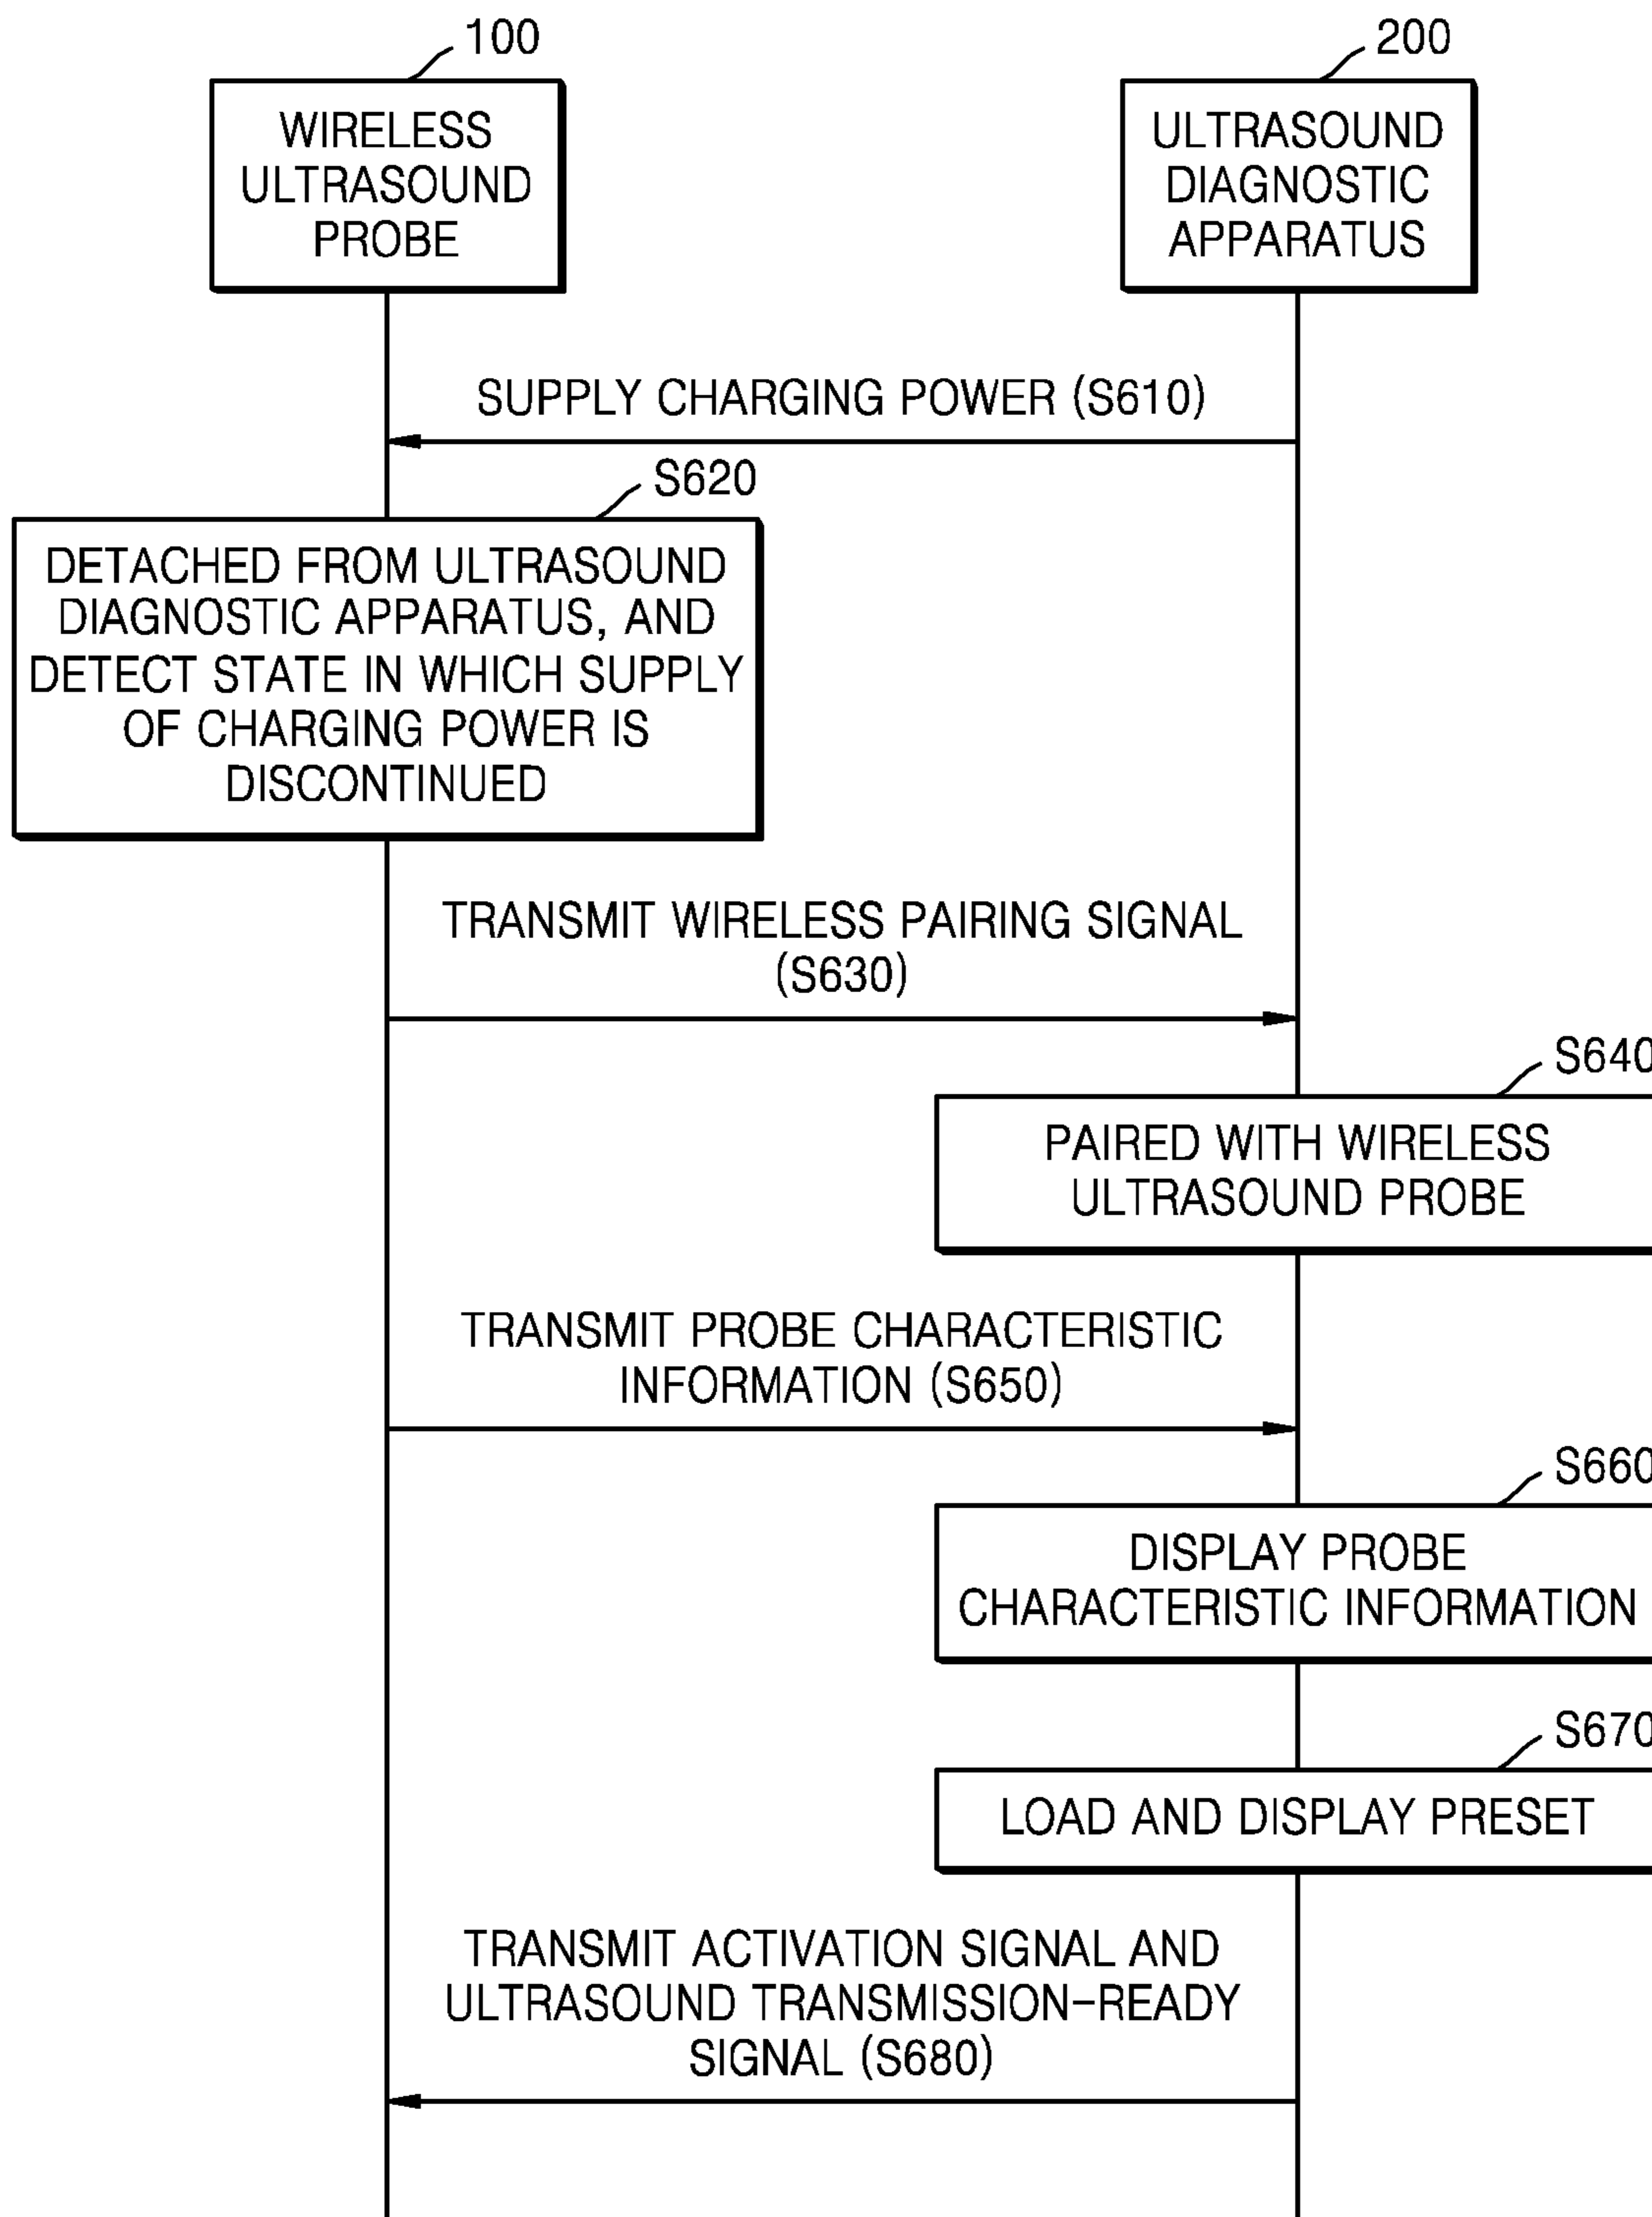 100
200
WIRELESS
ULTRASOUND
PROBE
ULTRASOUND
DIAGNOSTIC
APPARATUS
SUPPLY CHARGING POWER (S610)
S620
DETACHED FROM ULTRASOUND
DIAGNOSTIC APPARATUS, AND
DETECT STATE IN WHICH SUPPLY
OF CHARGING POWER IS
DISCONTINUED
TRANSMIT WIRELESS PAIRING SIGNAL
(S630)
S640
PAIRED WITH WIRELESS
ULTRASOUND PROBE
TRANSMIT PROBE CHARACTERISTIC
INFORMATION (S650)
S660
DISPLAY PROBE
CHARACTERISTIC INFORMATION
S670
LOAD AND DISPLAY PRESET
TRANSMIT ACTIVATION SIGNAL AND
ULTRASOUND TRANSMISSION-READY
SIGNAL (S680)